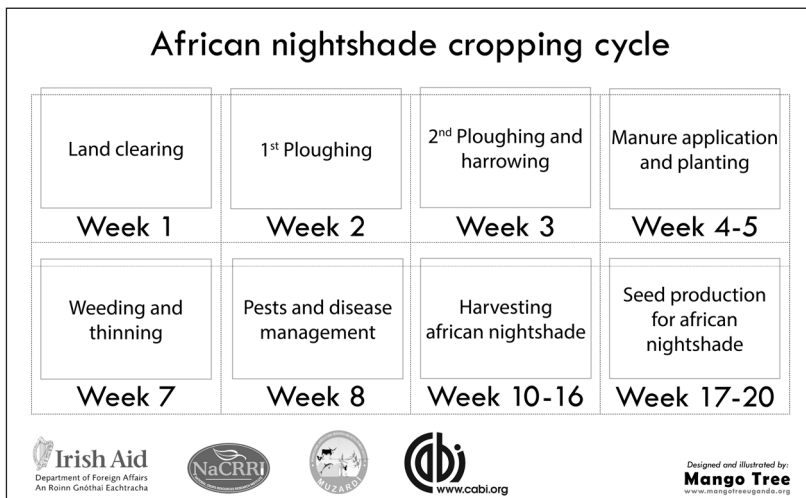 African nightshade cropping cycle
Land clearing
Week 1
1st Ploughing
Week 2
2nd Ploughing and
harrowing
Week 3
Manure application
and planting
Week 4-5
Weeding and
thinning
Week 7
Pests and disease
management
Week 8
Harvesting
african nightshade
Week 10-16
Seed production
for african
nightshade
Week 17-20
Irish Aid
Department of Foreign Affairs
An Roinn Gnóthaí Eachtracha
NaCRRI
MUZARDI
cabi
www.cabi.org
Designed and illustrated by:
Mango Tree
www.mangotreeuganda.org